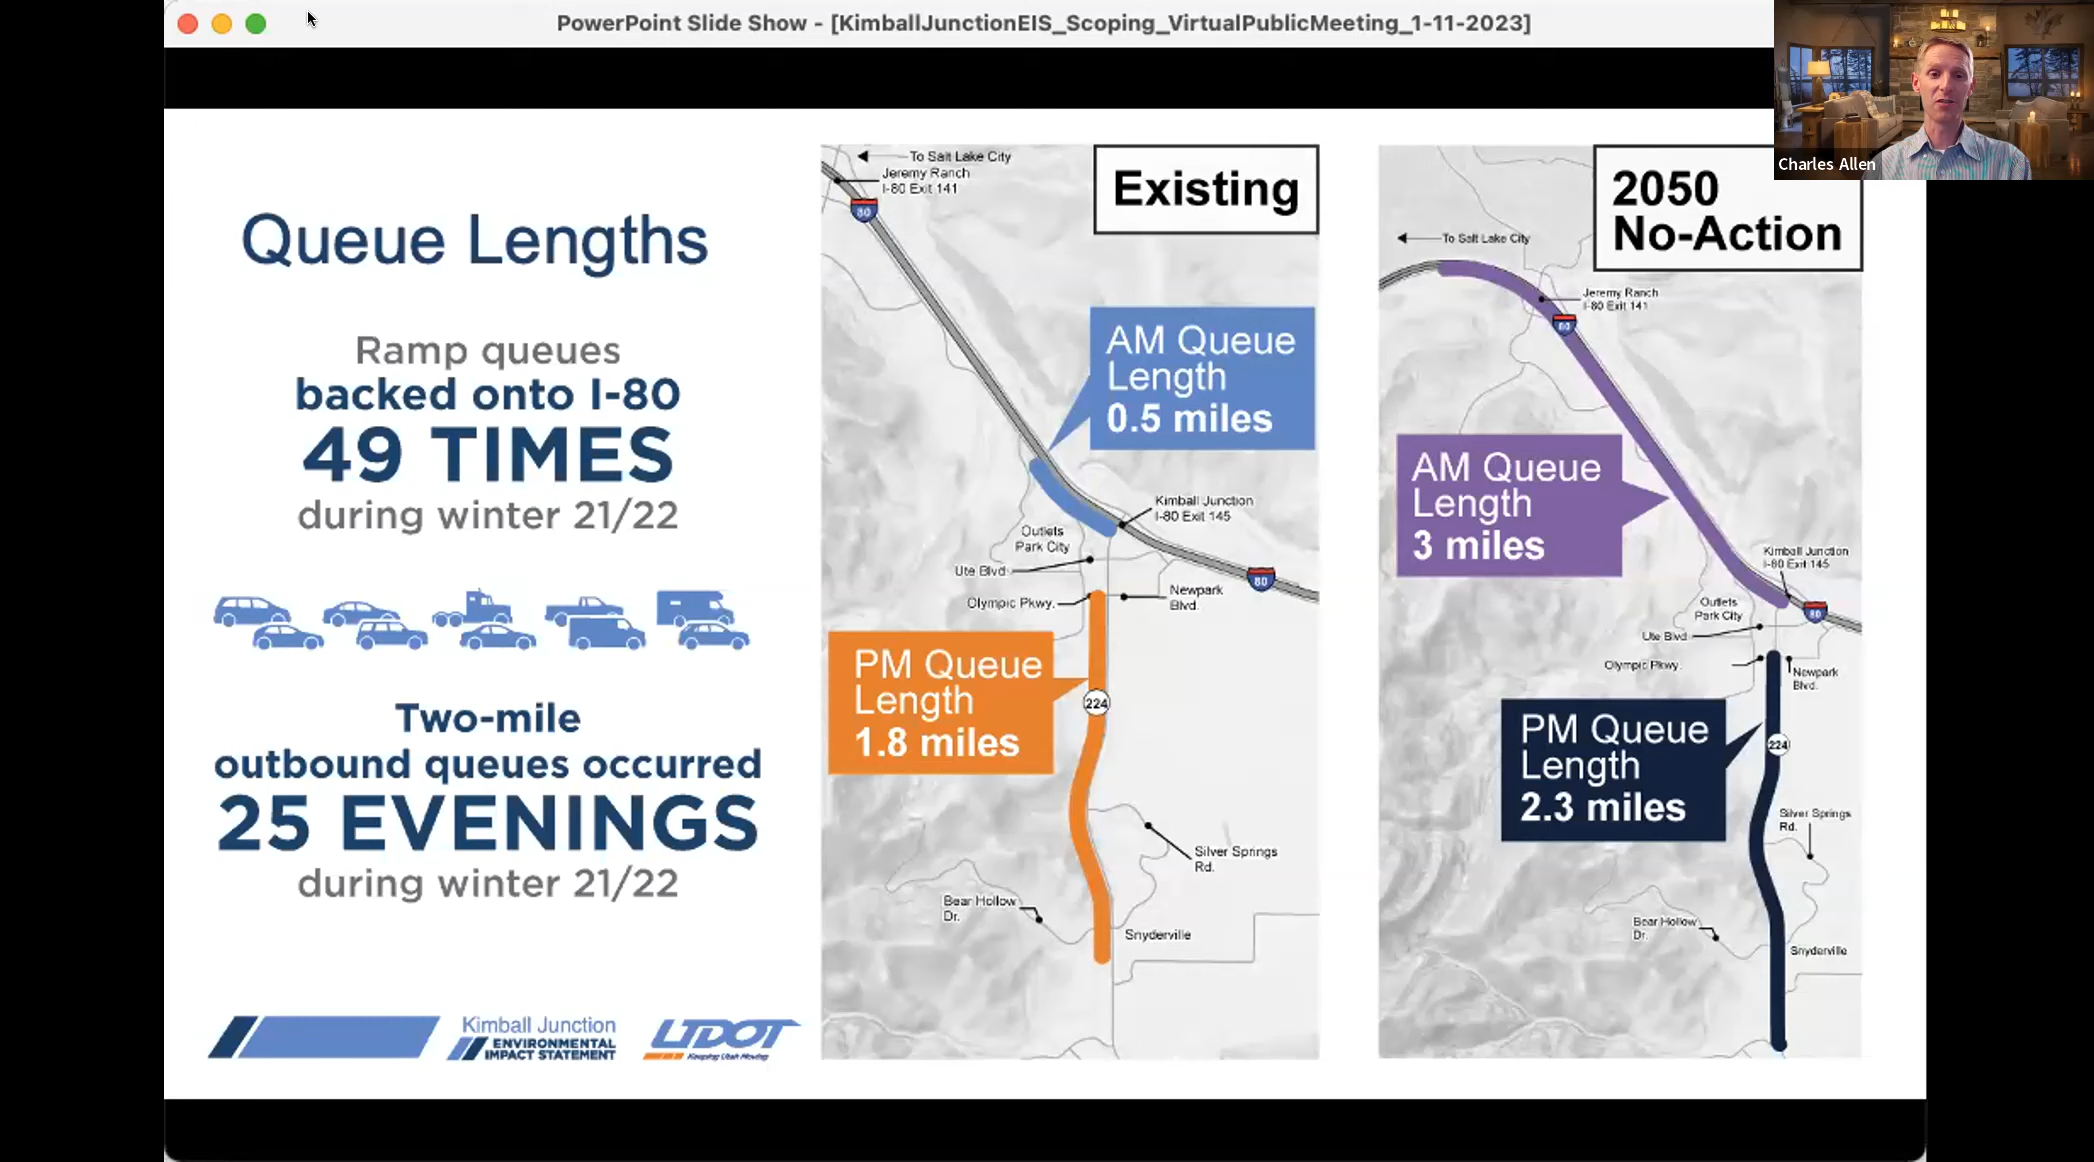 PowerPoint Slide Show - [KimballJunctionEIS_Scoping_VirtualPublicMeeting_1-11-2023]
Charles Allen
Queue Lengths
Ramp queues
backed onto I-80
49 TIMES
during winter 21/22
Two-mile
outbound queues occurred
25 EVENINGS
during winter 21/22
Kimball Junction
ENVIRONMENTAL
IMPACT STATEMENT
UDOT
Keeping Utah Moving
Existing
To Salt Lake City
Jeremy Ranch
I-80 Exit 141
80
AM Queue
Length
0.5 miles
Kimball Junction
I-80 Exit 145
Outlets
Park City
Ute Blvd.
80
Olympic Pkwy.
Newpark
Blvd.
PM Queue
Length
1.8 miles
224
Silver Springs
Rd.
Bear Hollow
Dr.
Snyderville
2050
No-Action
To Salt Lake City
Jeremy Ranch
I-80 Exit 141
80
AM Queue
Length
3 miles
Kimball Junction
I-80 Exit 145
Outlets
Park City
80
Ute Blvd.
Olympic Pkwy.
Newpark
Blvd.
PM Queue
Length
2.3 miles
224
Silver Springs
Rd.
Bear Hollow
Dr.
Snyderville